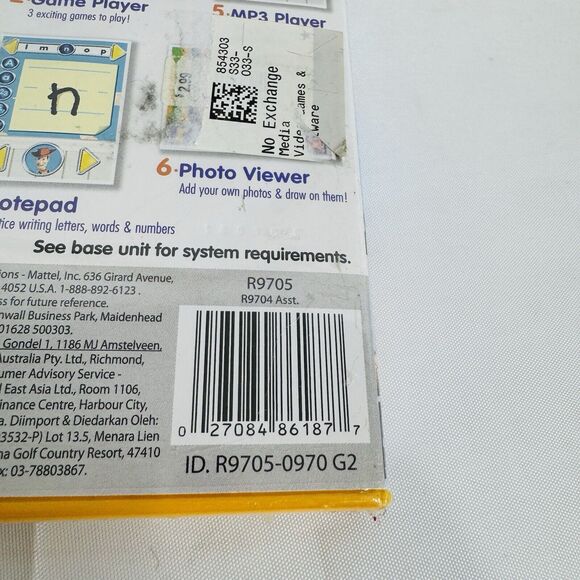 Game Player
3 exciting games to play!
5. MP3 Player
l m n o p
n
$2.99
854303
S33-
033-S
No Exchange
Media
Games &
ware
6. Photo Viewer
Add your own photos & draw on them!
otepad
tice writing letters, words & numbers
See base unit for system requirements.
ions - Mattel, Inc. 636 Girard Avenue,
4052 U.S.A. 1-888-892-6123 .
ss for future reference.
nwall Business Park, Maidenhead
01628 500303.
Gondel 1, 1186 MJ Amstelveen,
Australia Pty. Ltd., Richmond,
umer Advisory Service -
l East Asia Ltd., Room 1106,
inance Centre, Harbour City,
a. Diimport & Diedarkan Oleh:
3532-P) Lot 13.5, Menara Lien
na Golf Country Resort, 47410
x: 03-78803867.
R9705
R9704 Asst.
0 27084 86187 7
ID. R9705-0970 G2